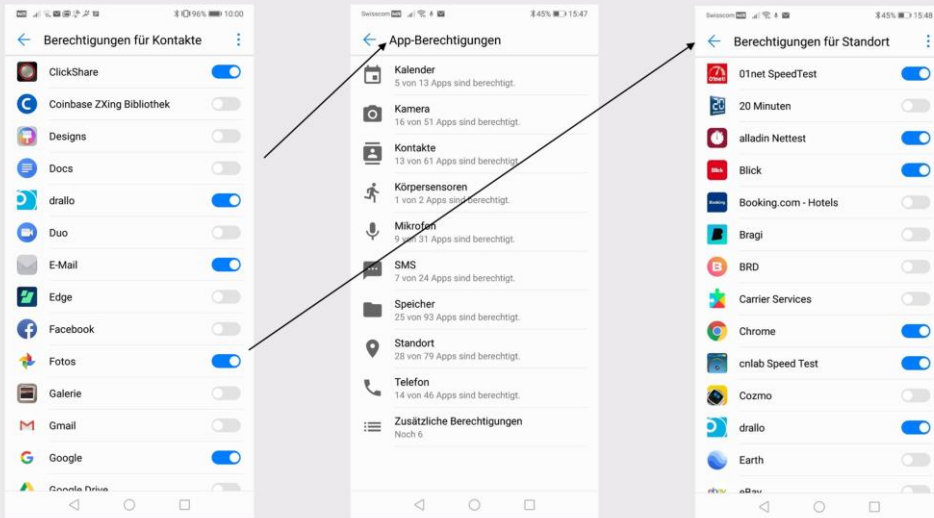 96% 10:00
Berechtigungen für Kontakte
ClickShare
Coinbase ZXing Bibliothek
Designs
Docs
drallo
Duo
E-Mail
Edge
Facebook
Fotos
Galerie
Gmail
Google
Google Drive
Swisscom 45% 15:47
App-Berechtigungen
Kalender
5 von 13 Apps sind berechtigt.
Kamera
16 von 51 Apps sind berechtigt.
Kontakte
13 von 61 Apps sind berechtigt.
Körpersensoren
1 von 2 Apps sind berechtigt.
Mikrofon
9 von 31 Apps sind berechtigt.
SMS
7 von 24 Apps sind berechtigt.
Speicher
25 von 93 Apps sind berechtigt.
Standort
28 von 79 Apps sind berechtigt.
Telefon
14 von 46 Apps sind berechtigt.
Zusätzliche Berechtigungen
Noch 6
Swisscom 45% 15:48
Berechtigungen für Standort
01net SpeedTest
20 Minuten
alladin Nettest
Blick
Booking.com - Hotels
Bragi
BRD
Carrier Services
Chrome
cnlab Speed Test
Cozmo
drallo
Earth
eBay